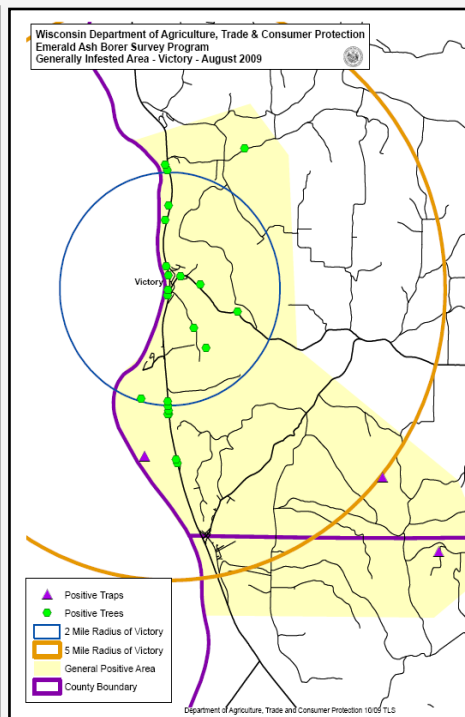 Wisconsin Department of Agriculture, Trade & Consumer Protection
Emerald Ash Borer Survey Program
Generally Infested Area - Victory - August 2009
Victory
Positive Traps
Positive Trees
2 Mile Radius of Victory
5 Mile Radius of Victory
General Positive Area
County Boundary
Department of Agriculture, Trade and Consumer Protection 10/09 TLS